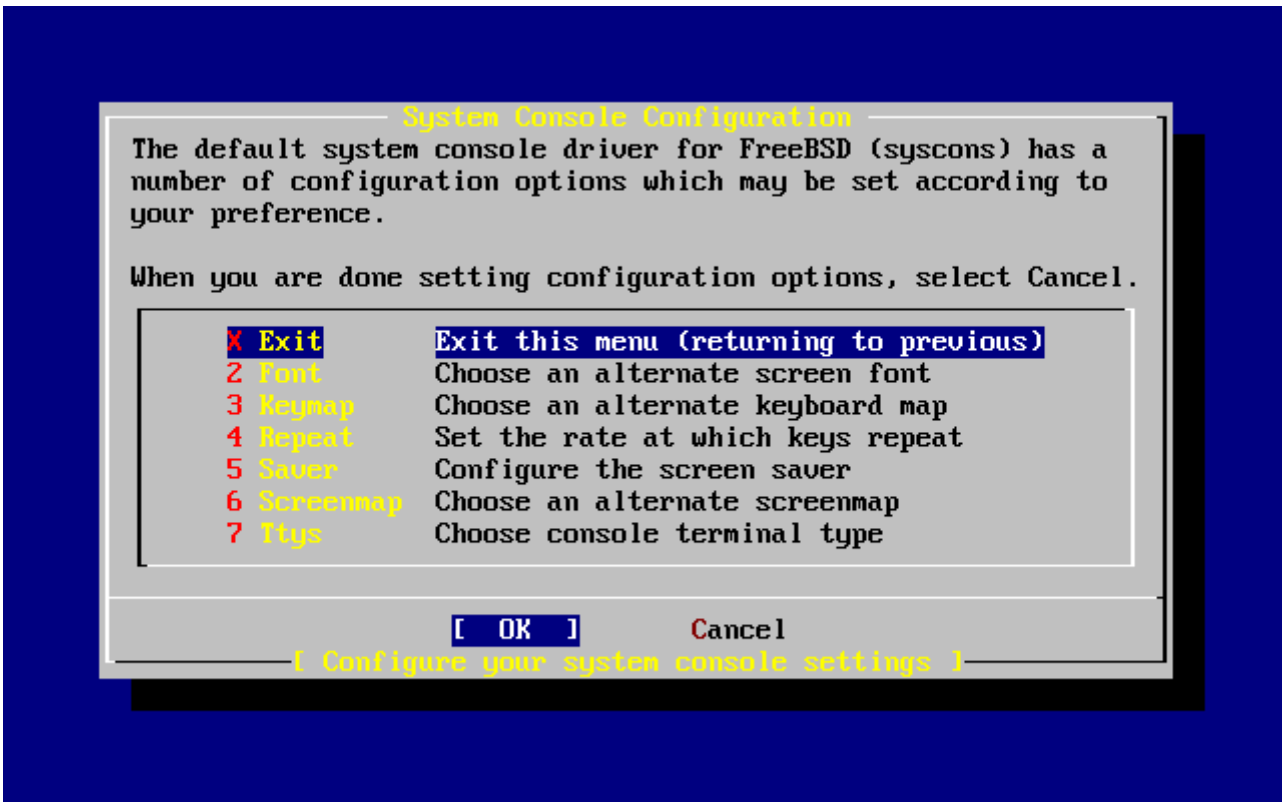 System Console Configuration
The default system console driver for FreeBSD (syscons) has a
number of configuration options which may be set according to
your preference.
When you are done setting configuration options, select Cancel.
X Exit Exit this menu (returning to previous)
2 Font Choose an alternate screen font
3 Keymap Choose an alternate keyboard map
4 Repeat Set the rate at which keys repeat
5 Saver Configure the screen saver
6 Screenmap Choose an alternate screenmap
7 Ttys Choose console terminal type
[ OK ] Cancel
[ Configure your system console settings ]